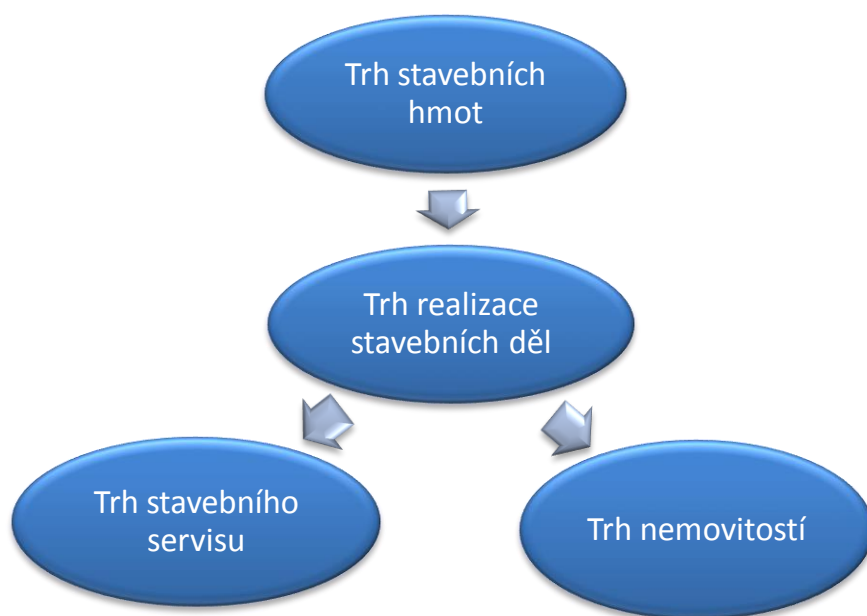 Trh stavebních
hmot
Trh realizace
stavebních děl
Trh stavebního
servisu
Trh nemovitostí